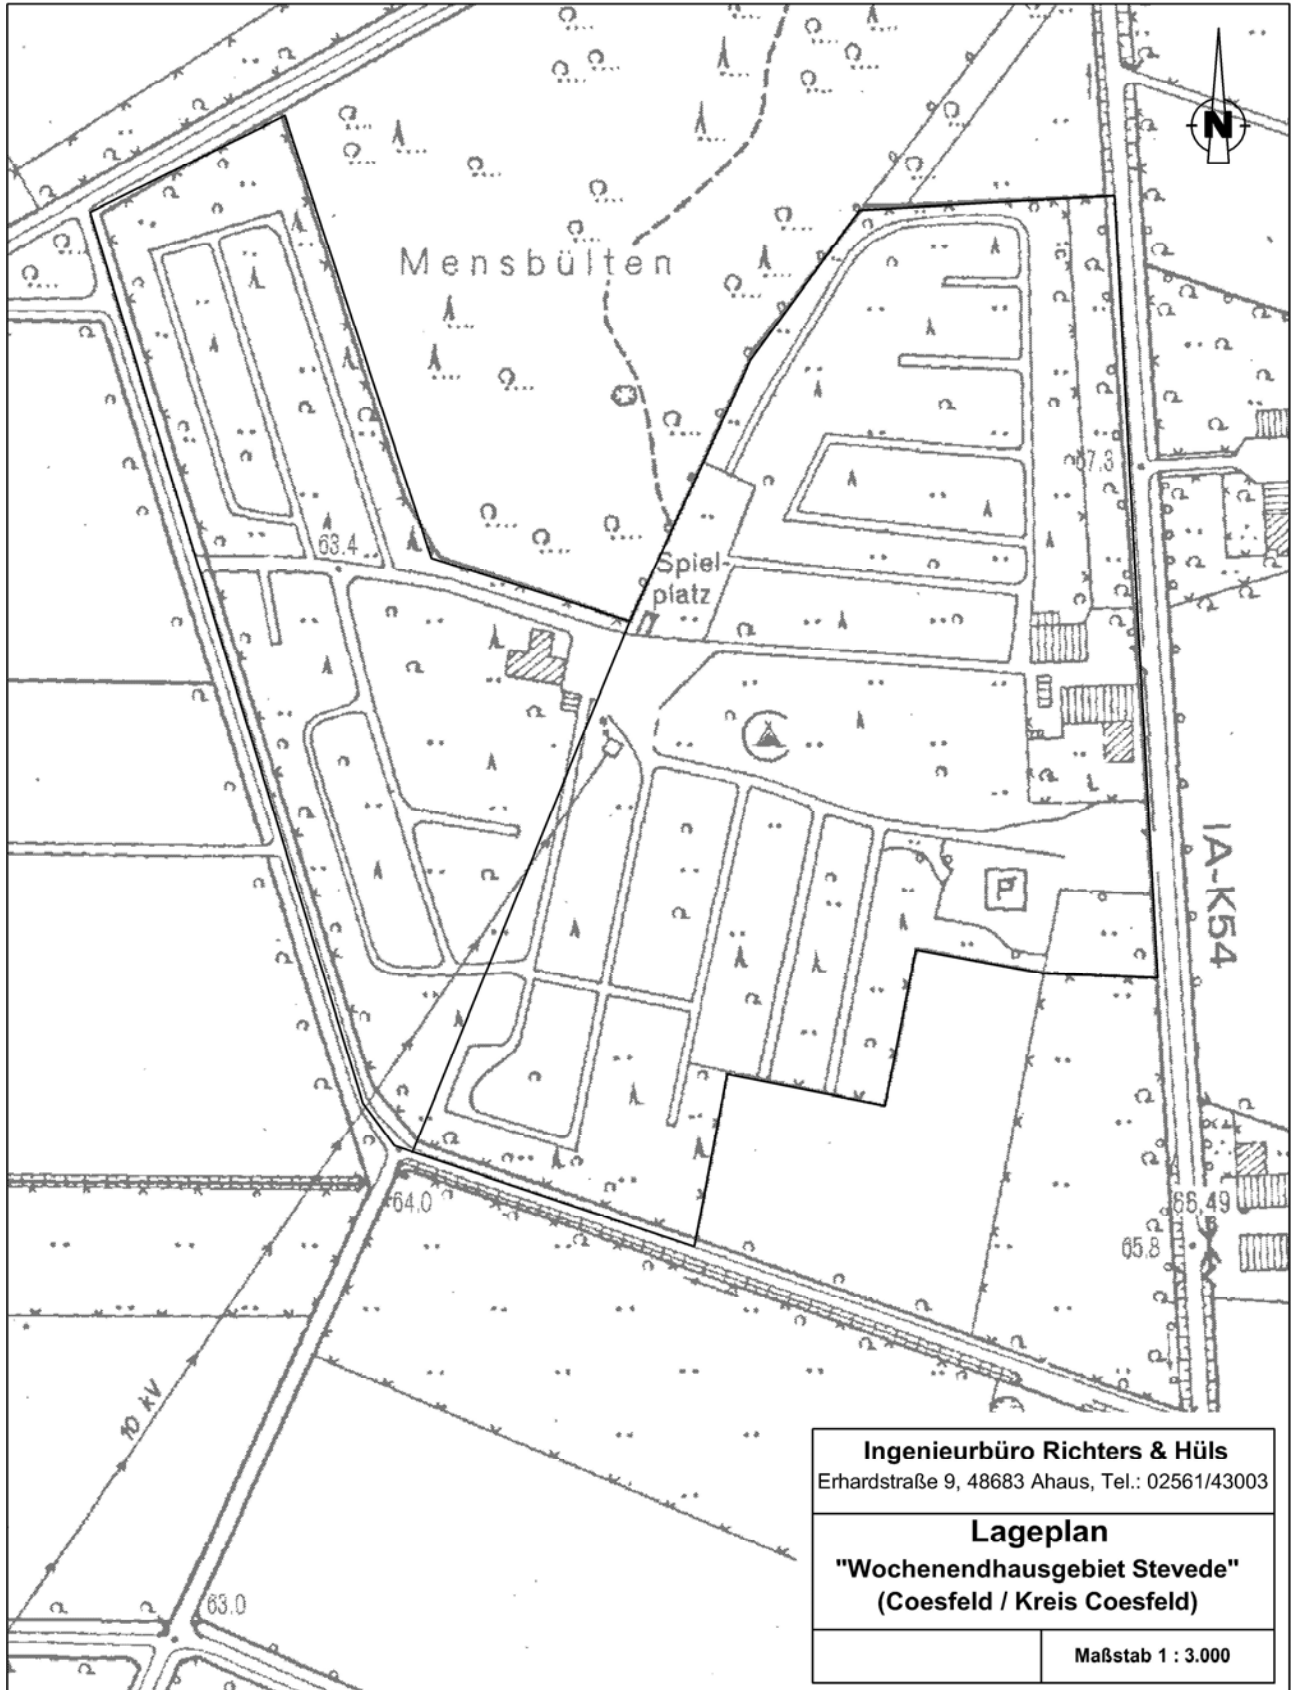 N
Mensbülten
67.3
63.4
Spiel-
platz
IA-K54
P
64.0
66.49
65.8
10 kV
63.0
Ingenieurbüro Richters & Hüls
Erhardstraße 9, 48683 Ahaus, Tel.: 02561/43003
Lageplan
"Wochenendhausgebiet Stevede"
(Coesfeld / Kreis Coesfeld)
Maßstab 1 : 3.000